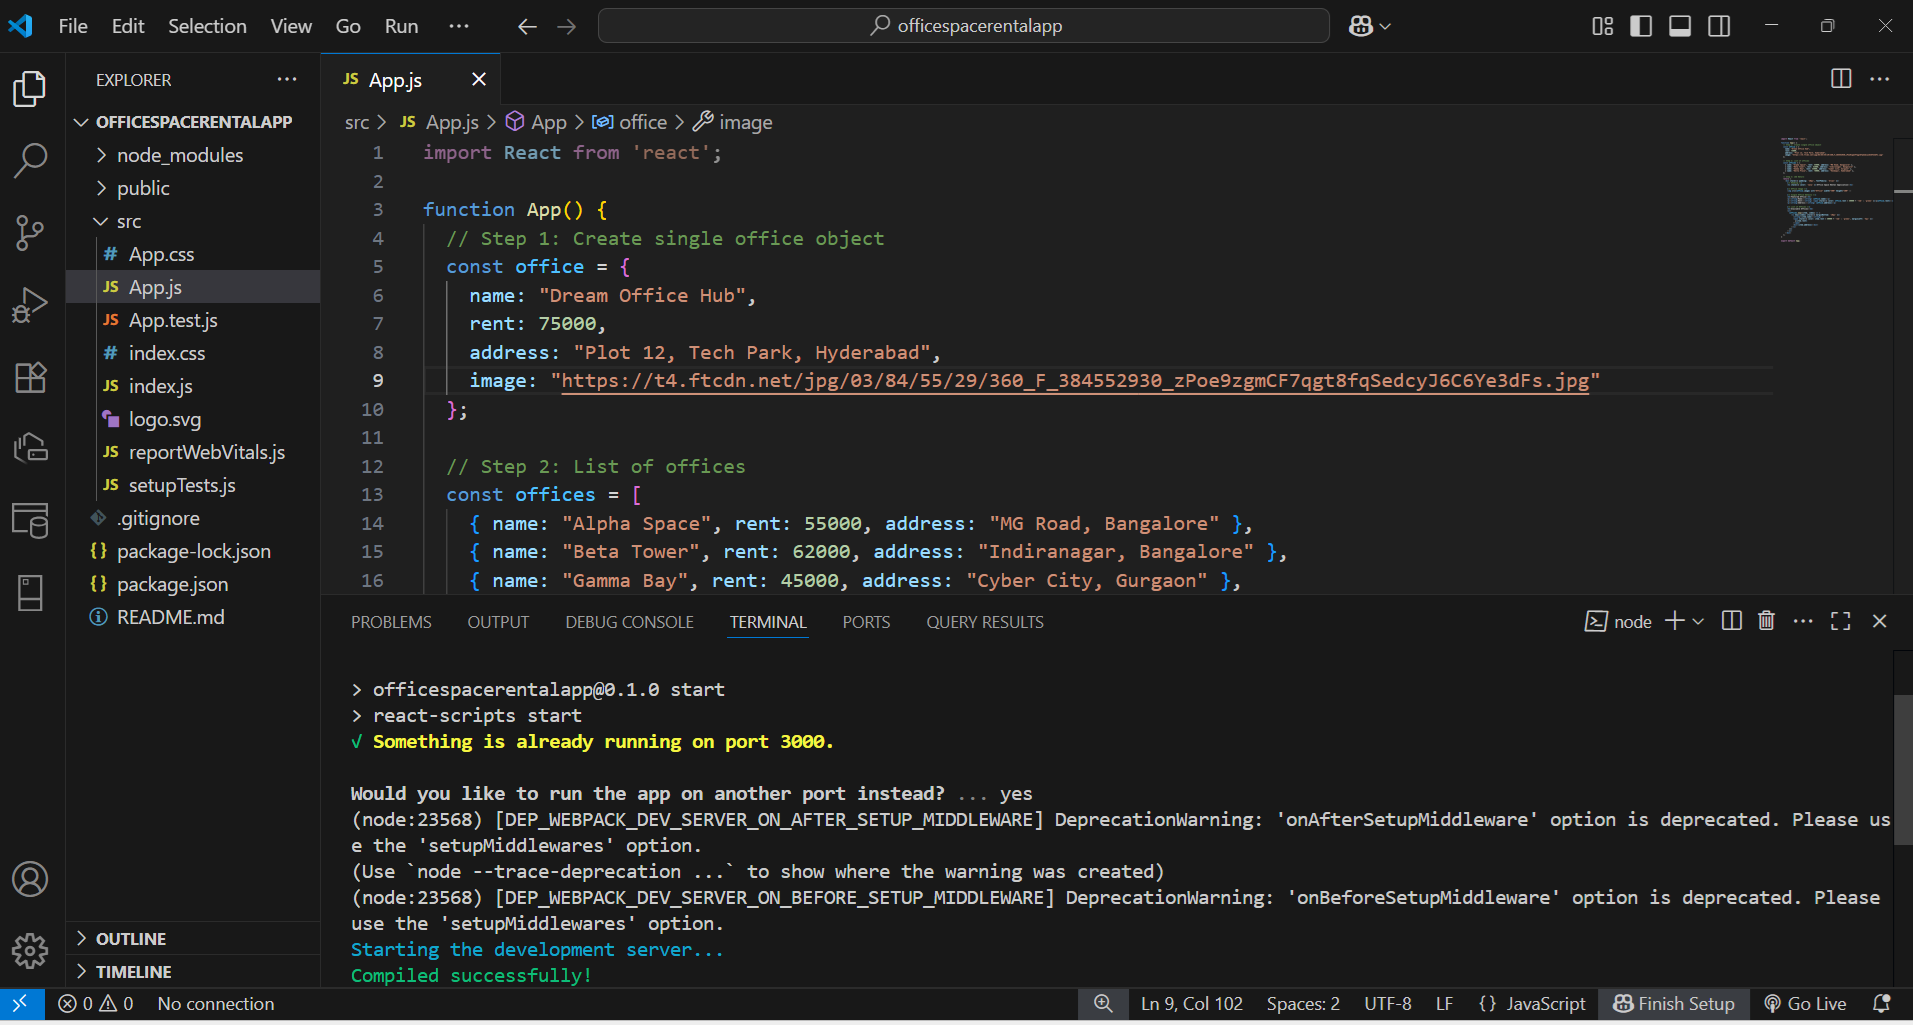 File Edit Selection View Go Run ··· officespacerentalapp
EXPLORER ···
OFFICESPACERENTALAPP
node_modules
public
src
# App.css
JS App.js
JS App.test.js
# index.css
JS index.js
logo.svg
JS reportWebVitals.js
JS setupTests.js
.gitignore
{} package-lock.json
{} package.json
README.md
OUTLINE
TIMELINE
JS App.js
src > JS App.js > App > office > image
1 import React from 'react';
2
3 function App() {
4 // Step 1: Create single office object
5 const office = {
6 name: "Dream Office Hub",
7 rent: 75000,
8 address: "Plot 12, Tech Park, Hyderabad",
9 image: "https://t4.ftcdn.net/jpg/03/84/55/29/360_F_384552930_zPoe9zgmCF7qgt8fqSedcyJ6C6Ye3dFs.jpg"
10 };
11
12 // Step 2: List of offices
13 const offices = [
14 { name: "Alpha Space", rent: 55000, address: "MG Road, Bangalore" },
15 { name: "Beta Tower", rent: 62000, address: "Indiranagar, Bangalore" },
16 { name: "Gamma Bay", rent: 45000, address: "Cyber City, Gurgaon" },
PROBLEMS OUTPUT DEBUG CONSOLE TERMINAL PORTS QUERY RESULTS node
> officespacerentalapp@0.1.0 start
> react-scripts start
√ Something is already running on port 3000.
Would you like to run the app on another port instead? ... yes
(node:23568) [DEP_WEBPACK_DEV_SERVER_ON_AFTER_SETUP_MIDDLEWARE] DeprecationWarning: 'onAfterSetupMiddleware' option is deprecated. Please us
e the 'setupMiddlewares' option.
(Use `node --trace-deprecation ...` to show where the warning was created)
(node:23568) [DEP_WEBPACK_DEV_SERVER_ON_BEFORE_SETUP_MIDDLEWARE] DeprecationWarning: 'onBeforeSetupMiddleware' option is deprecated. Please
use the 'setupMiddlewares' option.
Starting the development server...
Compiled successfully!
0 0 No connection Ln 9, Col 102 Spaces: 2 UTF-8 LF {} JavaScript Finish Setup Go Live